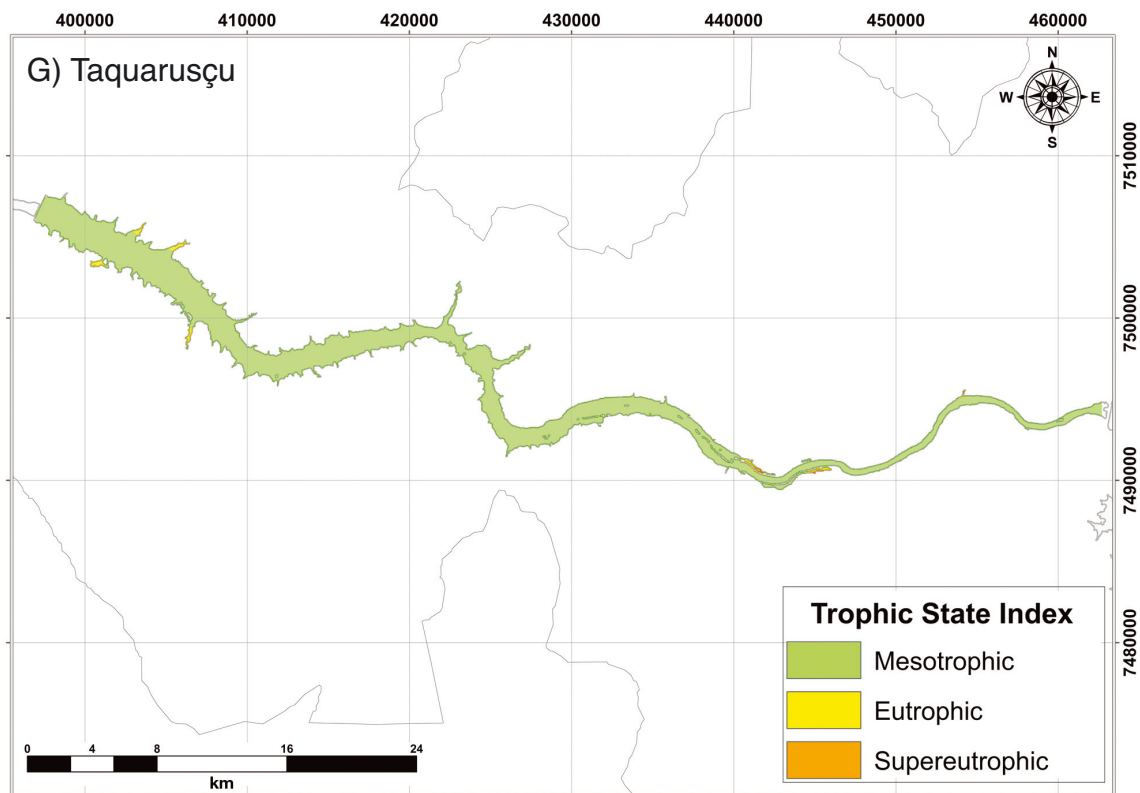 400000 410000 420000 430000 440000 450000 460000
G) Taquarusçu
N
W E
S
7510000
7500000
7490000
7480000
Trophic State Index
Mesotrophic
Eutrophic
Supereutrophic
0 4 8 16 24
km